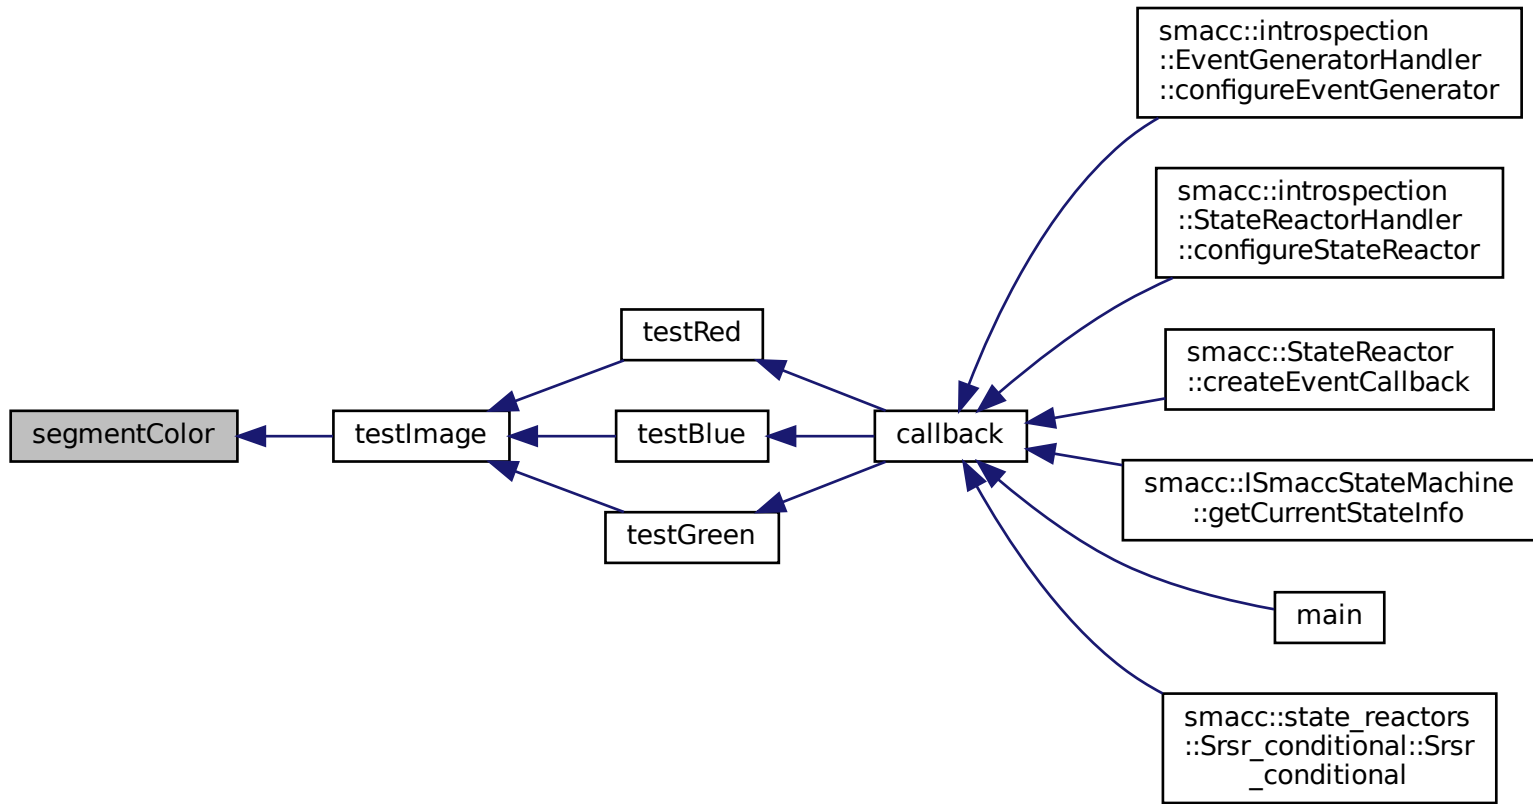 smacc::introspection
::EventGeneratorHandler
::configureEventGenerator
smacc::introspection
::StateReactorHandler
::configureStateReactor
testRed
smacc::StateReactor
::createEventCallback
segmentColor
testImage
testBlue
callback
smacc::ISmaccStateMachine
::getCurrentStateInfo
testGreen
main
smacc::state_reactors
::Srsr_conditional::Srsr
_conditional